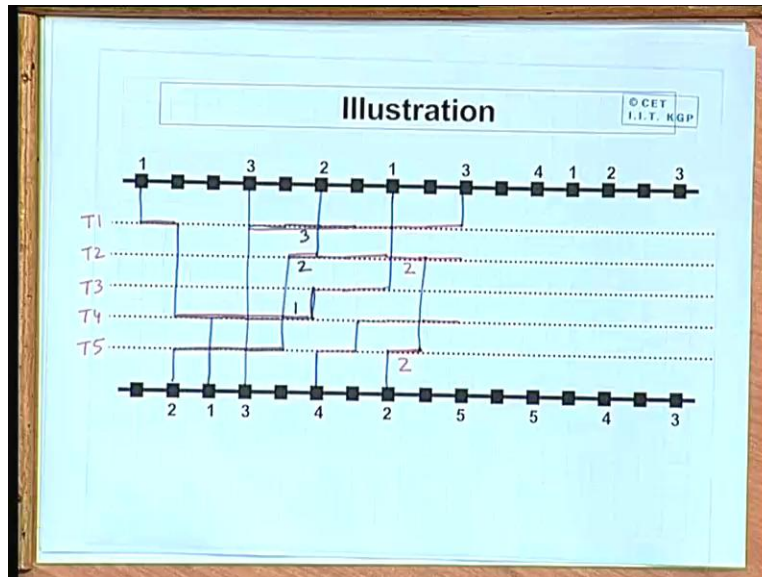 Illustration
© CET
I.I.T. KGP
1 3 2 1 3 4 1 2 3
T1
3
T2
2 2
T3
T4 1
T5
2
2 1 3 4 2 5 5 4 3